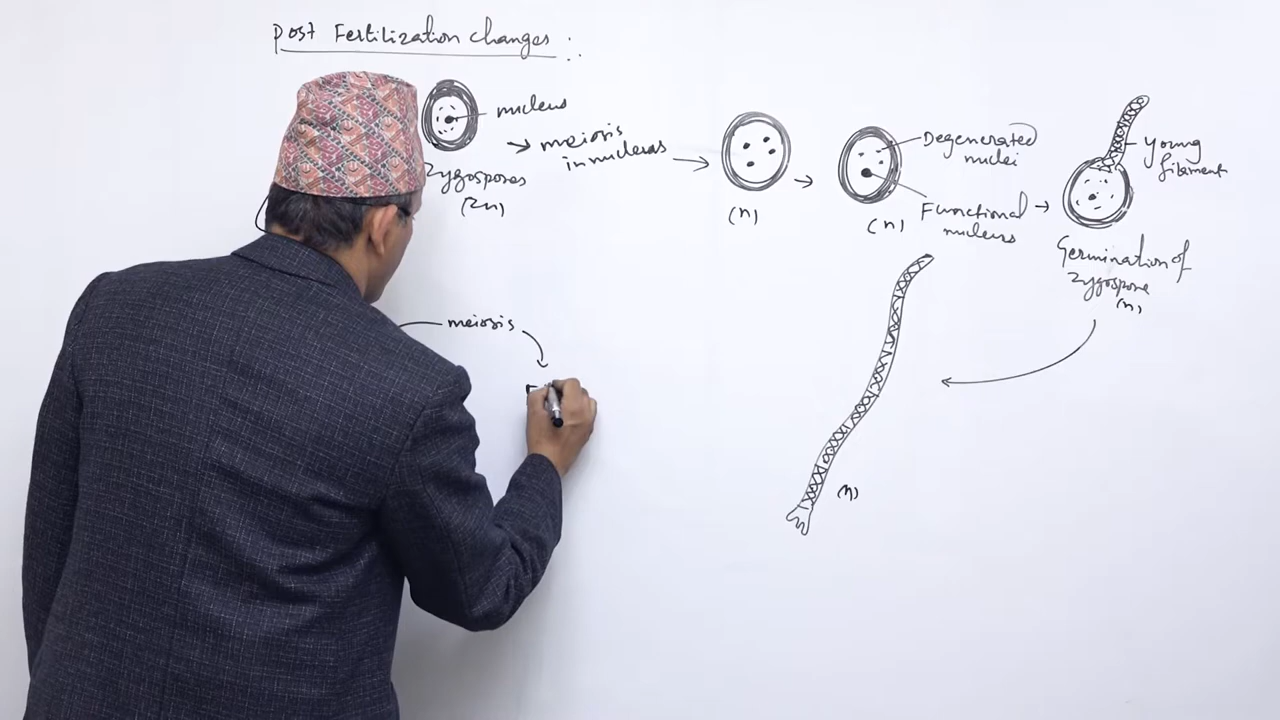 Post Fertilization changes :.
nucleus
→ meiosis
in nucleus →
Zygospores
(2n)
(n)
→
Degenerated
nuclei
Functional
nucleus →
(n)
young
filament
Germination of
zygospore
(n)
meiosis
(n)